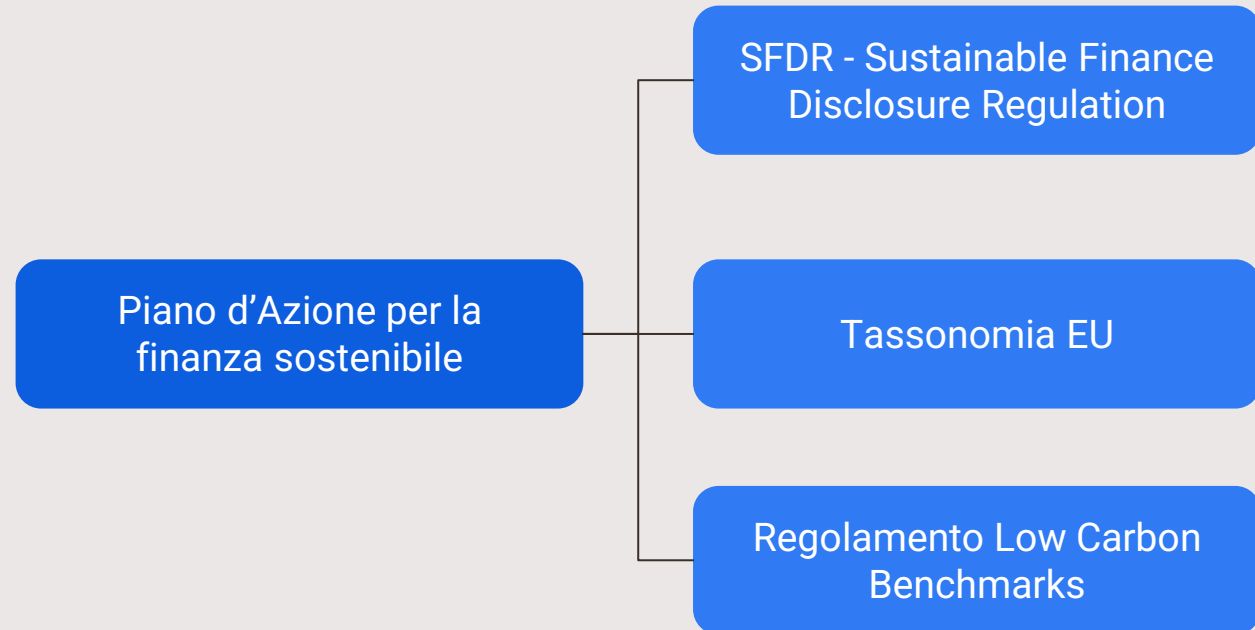 SFDR - Sustainable Finance
Disclosure Regulation
Piano d’Azione per la
finanza sostenibile
Tassonomia EU
Regolamento Low Carbon
Benchmarks